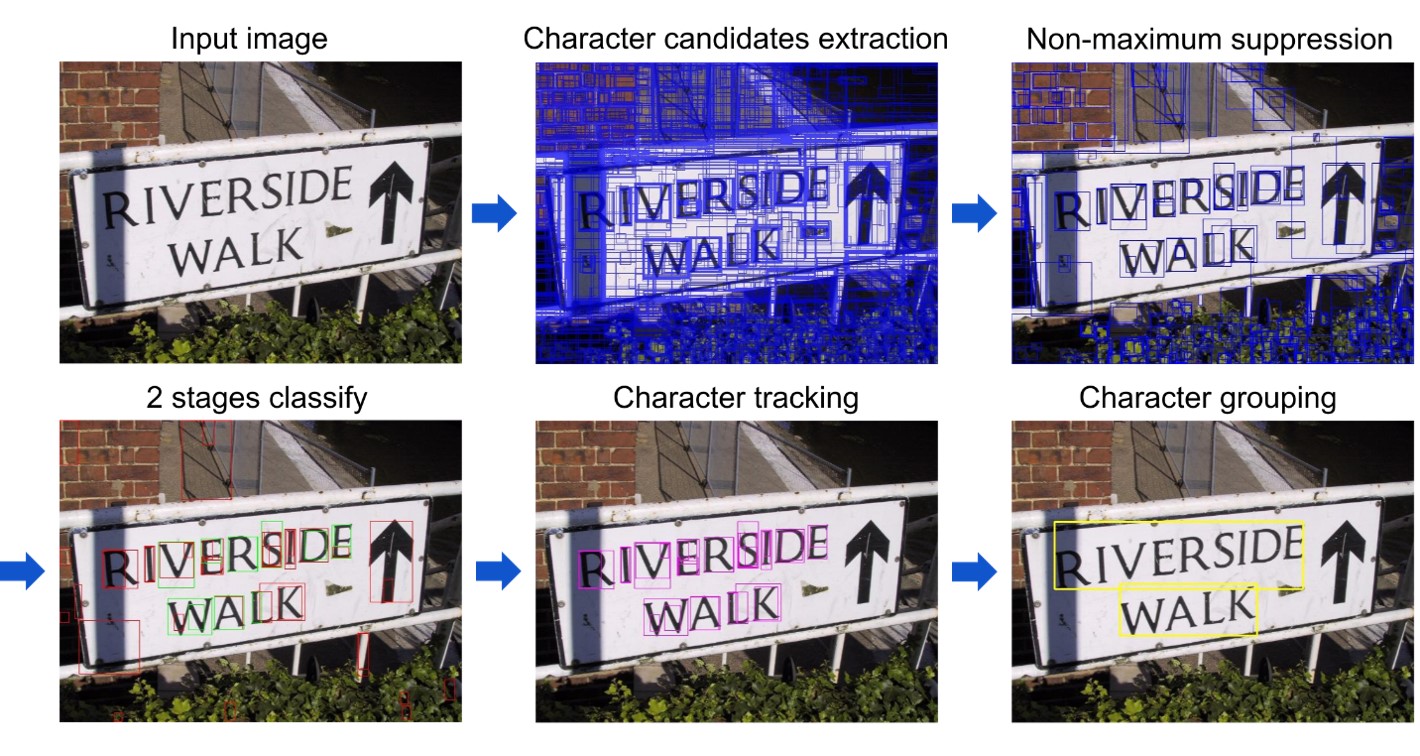 Input image
Character candidates extraction
Non-maximum suppression
RIVERSIDE
WALK
RIVERSIDE
WALK
RIVERSIDE
WALK
2 stages classify
Character tracking
Character grouping
RIVERSIDE
WALK
RIVERSIDE
WALK
RIVERSIDE
WALK